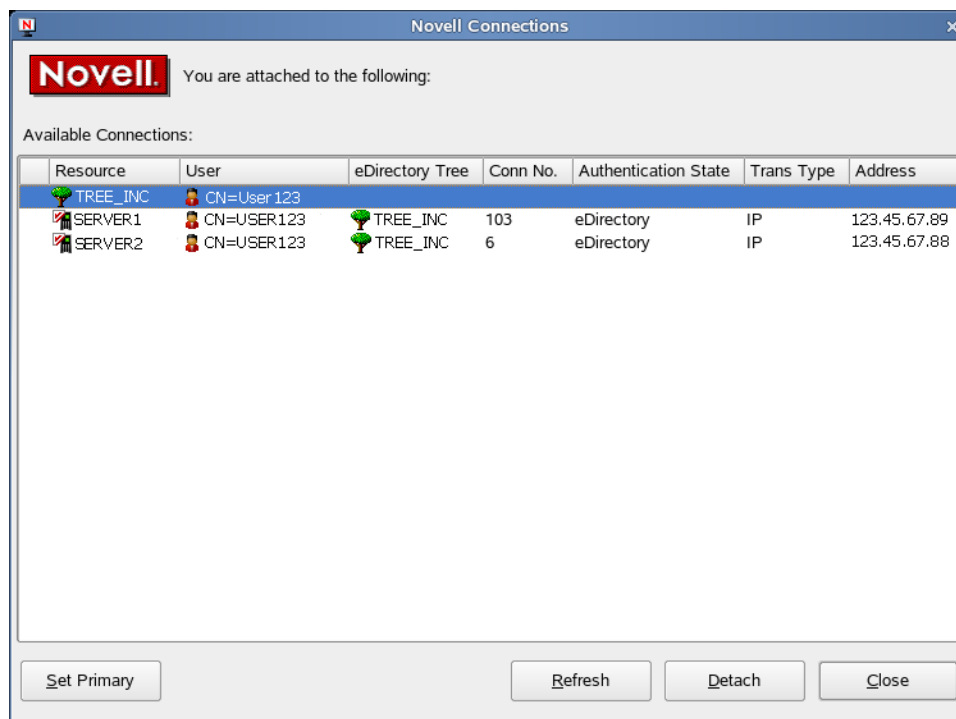 Novell Connections
Novell. You are attached to the following:
Available Connections:
Resource User eDirectory Tree Conn No. Authentication State Trans Type Address
TREE_INC CN=User123
SERVER1 CN=USER123 TREE_INC 103 eDirectory IP 123.45.67.89
SERVER2 CN=USER123 TREE_INC 6 eDirectory IP 123.45.67.88
Set Primary Refresh Detach Close